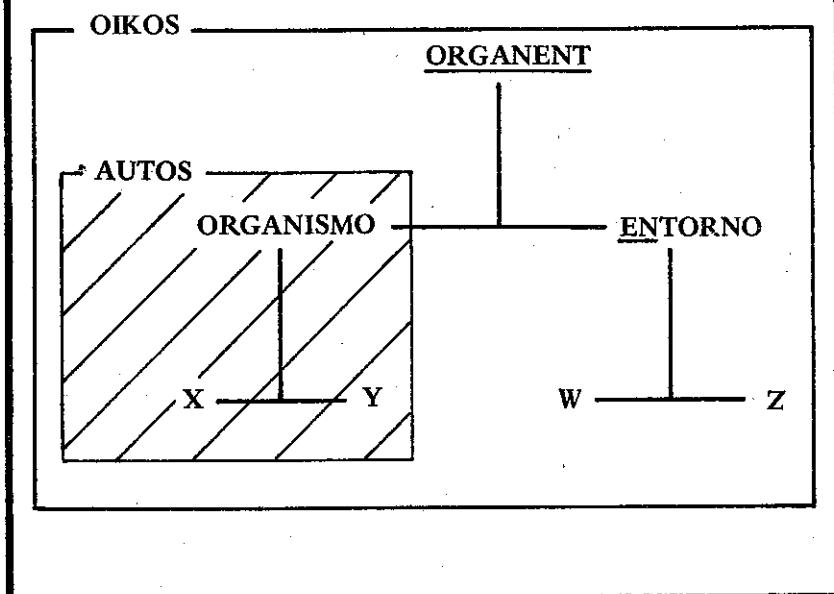 OIKOS
ORGANENT
AUTOS
ORGANISMO
ENTORNO
X
Y
W
Z